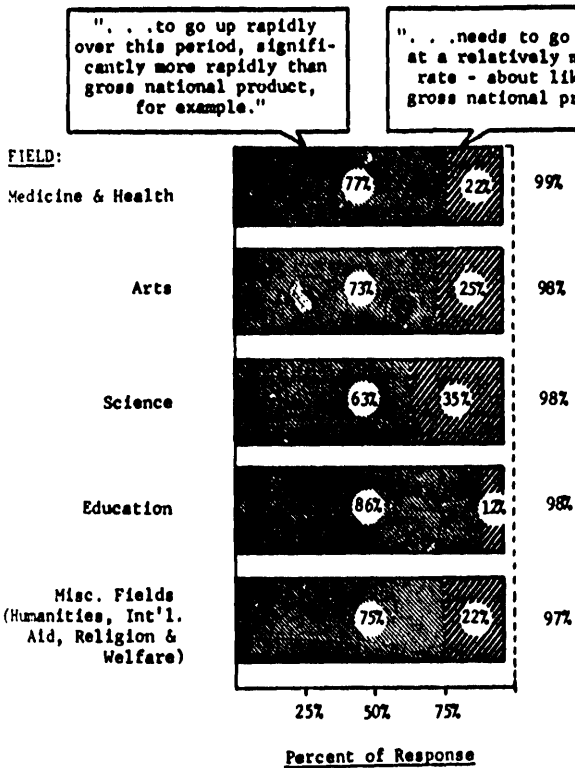 ". . .to go up rapidly
over this period, signifi-
cantly more rapidly than
gross national product,
for example."
". . .needs to go
at a relatively
rate - about
gross national
FIELD:
Medicine & Health
77%
22%
99%
Arts
73%
25%
98%
Science
63%
35%
98%
Education
86%
12%
98%
Misc. Fields
(Humanities, Int'l.
Aid, Religion &
Welfare)
75%
22%
97%
25% 50% 75%
Percent of Response